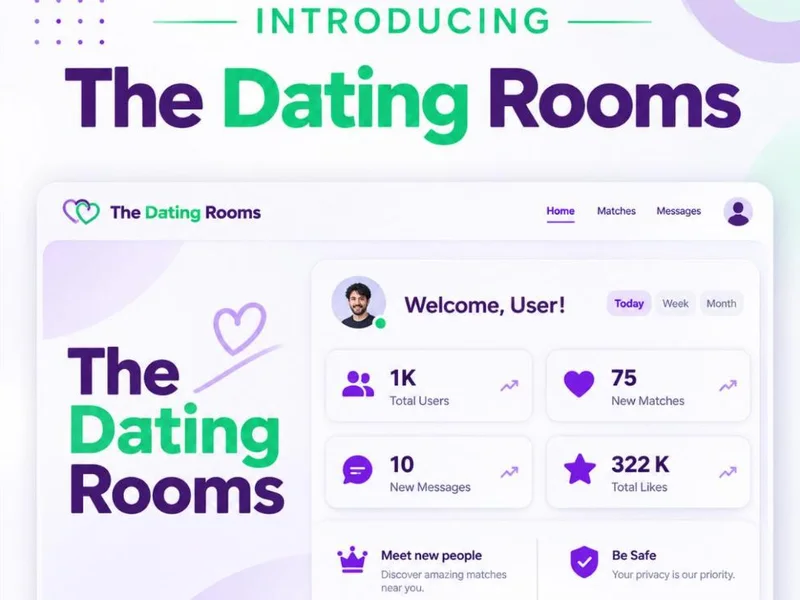 INTRODUCING
The Dating Rooms
The Dating Rooms
Home
Matches
Messages
Welcome, User!
Today
Week
Month
The
Dating
Rooms
1K
Total Users
75
New Matches
10
New Messages
322 K
Total Likes
Meet new people
Discover amazing matches
near you.
Be Safe
Your privacy is our priority.